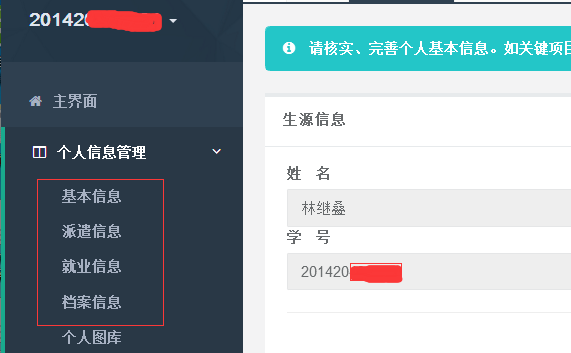 20142
主界面
个人信息管理
基本信息
派遣信息
就业信息
档案信息
个人图库
请核实、完善个人基本信息。如关键项目
生源信息
姓 名
林继叠
学 号
201420